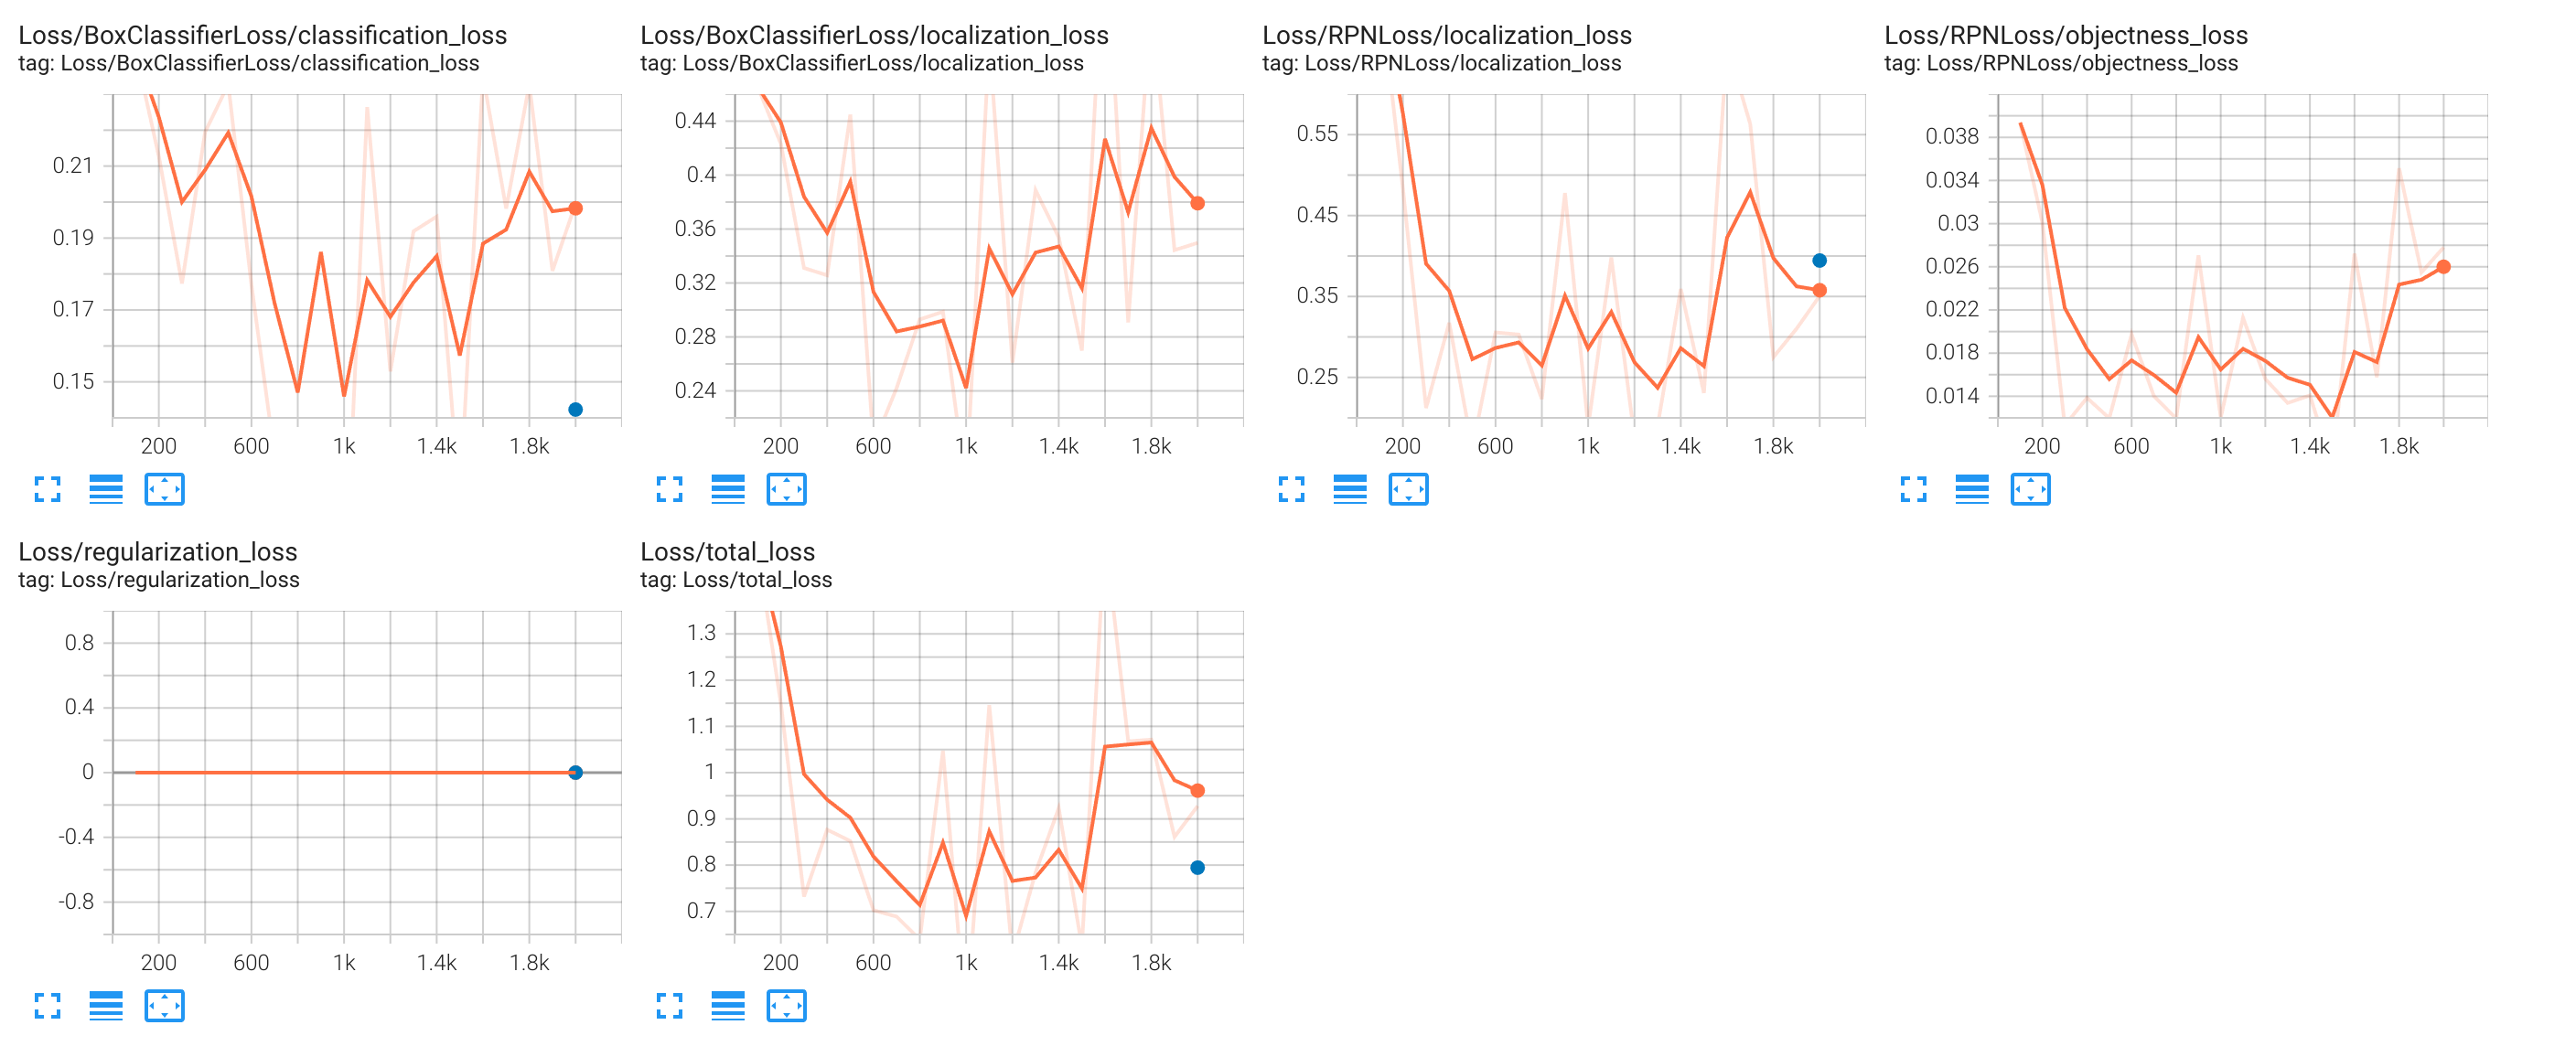 Loss/BoxClassifierLoss/classification_loss
tag: Loss/BoxClassifierLoss/classification_loss
0.21
0.19
0.17
0.15
200 600 1k 1.4k 1.8k
Loss/BoxClassifierLoss/localization_loss
tag: Loss/BoxClassifierLoss/localization_loss
0.44
0.4
0.36
0.32
0.28
0.24
200 600 1k 1.4k 1.8k
Loss/RPNLoss/localization_loss
tag: Loss/RPNLoss/localization_loss
0.55
0.45
0.35
0.25
200 600 1k 1.4k 1.8k
Loss/RPNLoss/objectness_loss
tag: Loss/RPNLoss/objectness_loss
0.038
0.034
0.03
0.026
0.022
0.018
0.014
200 600 1k 1.4k 1.8k
Loss/regularization_loss
tag: Loss/regularization_loss
0.8
0.4
0
-0.4
-0.8
200 600 1k 1.4k 1.8k
Loss/total_loss
tag: Loss/total_loss
1.3
1.2
1.1
1
0.9
0.8
0.7
200 600 1k 1.4k 1.8k